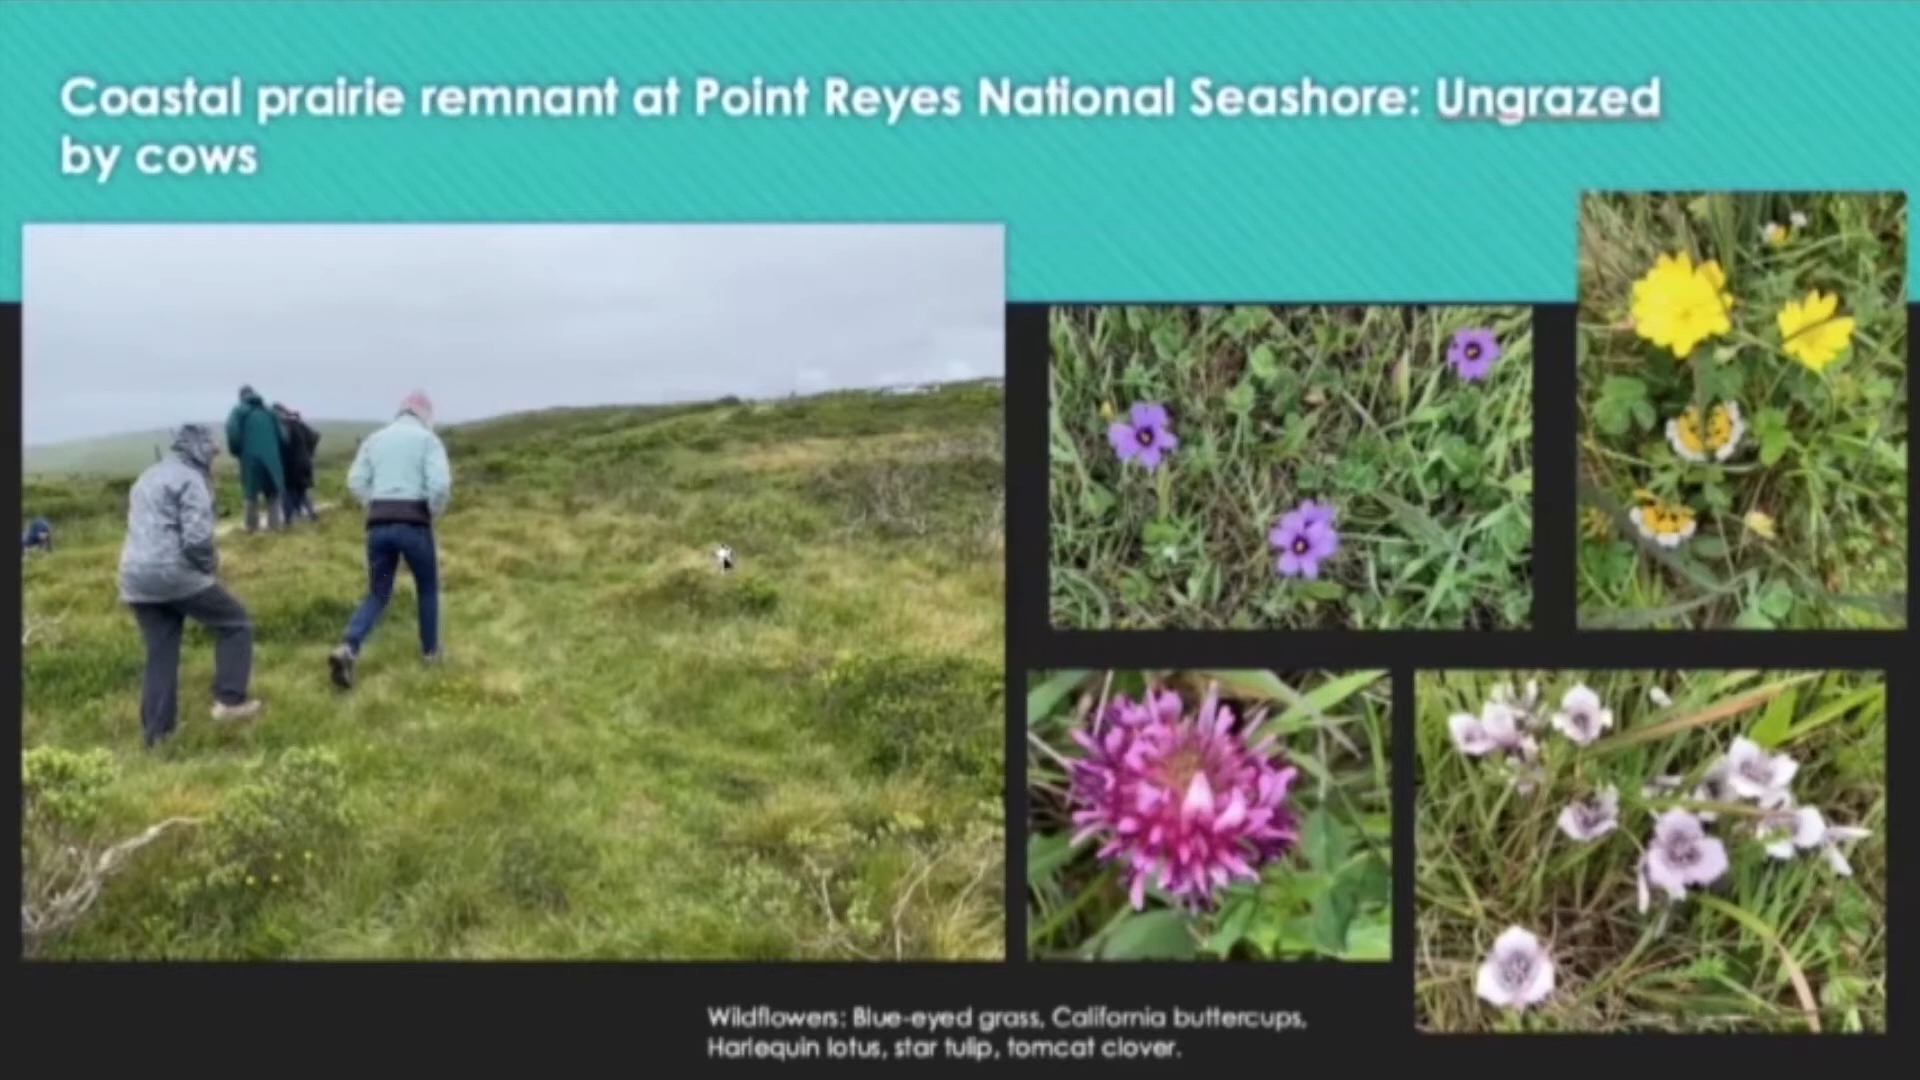 Coastal prairie remnant at Point Reyes National Seashore: Ungrazed
by cows
Wildflowers: Blue-eyed grass, California buttercups,
Harlequin lotus, star tulip, tomcat clover.